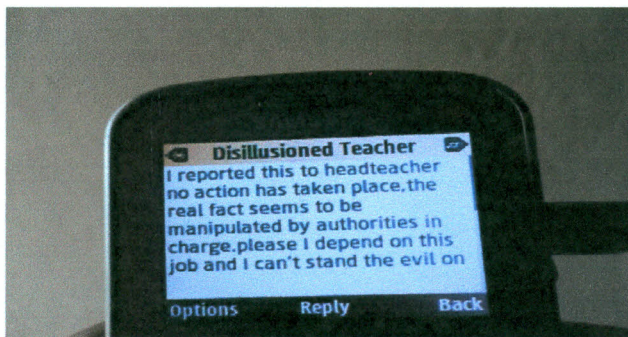 Disillusioned Teacher
I reported this to headteacher
no action has taken place,the
real fact seems to be
manipulated by authorities in
charge.please I depend on this
job and I can't stand the evil on
Options Reply Back